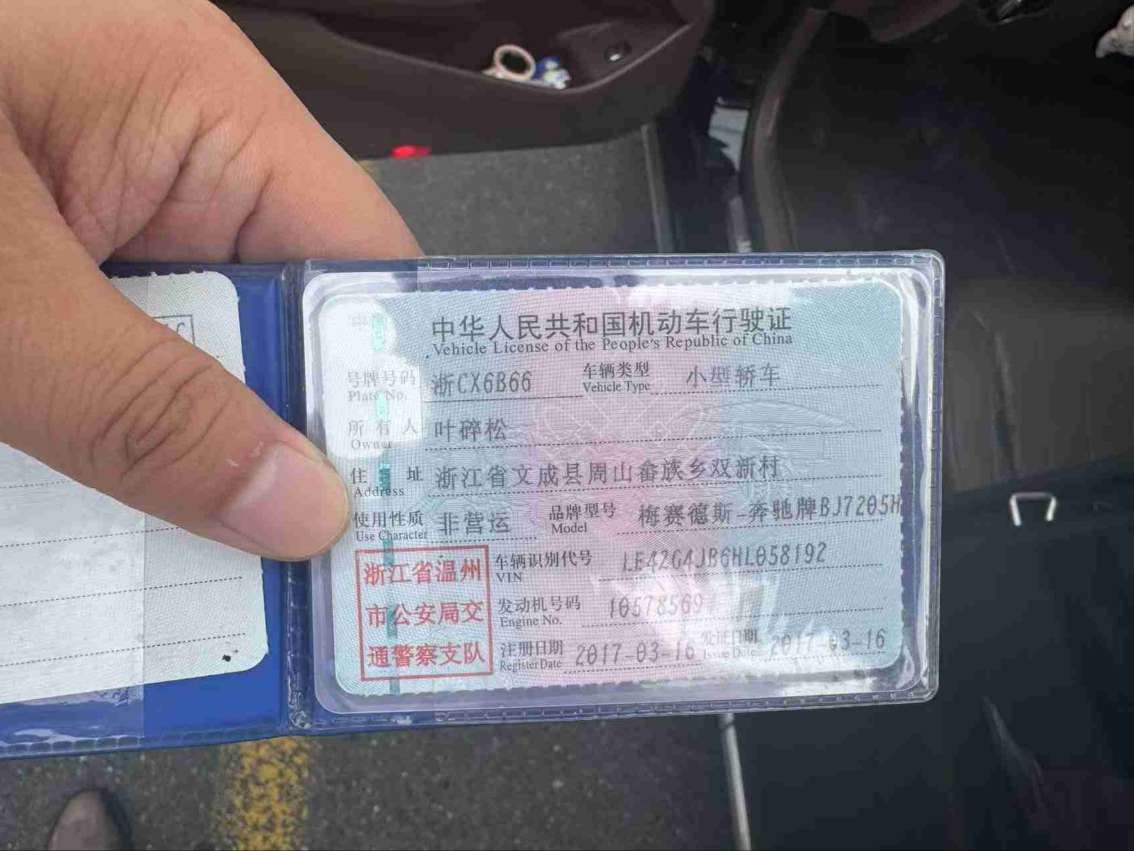 中华人民共和国机动车行驶证
Vehicle License of the People's Republic of China
号牌号码 浙CX6B66 车辆类型 小型轿车
Plate No. Vehicle Type
所有人 叶碎松
Owner
住址 浙江省文成县周山畲族乡双新村
Address
使用性质 非营运 品牌型号 梅赛德斯-奔驰牌BJ7205H
Use Character Model
浙江省温州 车辆识别代号 LE42G4JB6HL058192
VIN
市公安局交 发动机号码 10578569
Engine No.
通警察支队 注册日期 2017-03-16 发证日期 2017-03-16
Register Date Issue Date